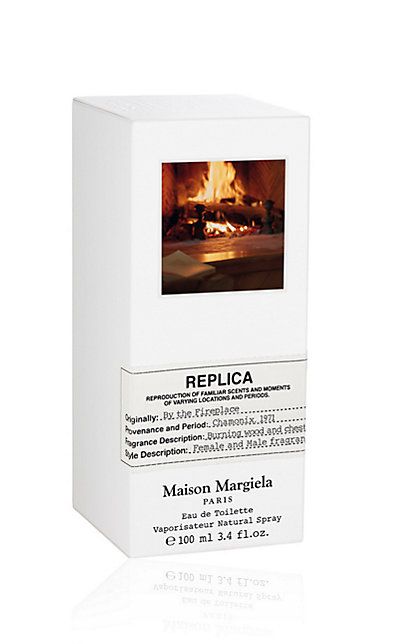 REPLICA
REPRODUCTION OF FAMILIAR SCENTS AND MOMENTS
OF VARYING LOCATIONS AND PERIODS.
Originally: By the Fireplace
Provenance and Period: Chamonix, 1971
Fragrance Description: Burning wood and chest
Style Description: Female and Male fragran
Maison Margiela
PARIS
Eau de Toilette
Vaporisateur Natural Spray
℮ 100 ml 3.4 fl.oz.